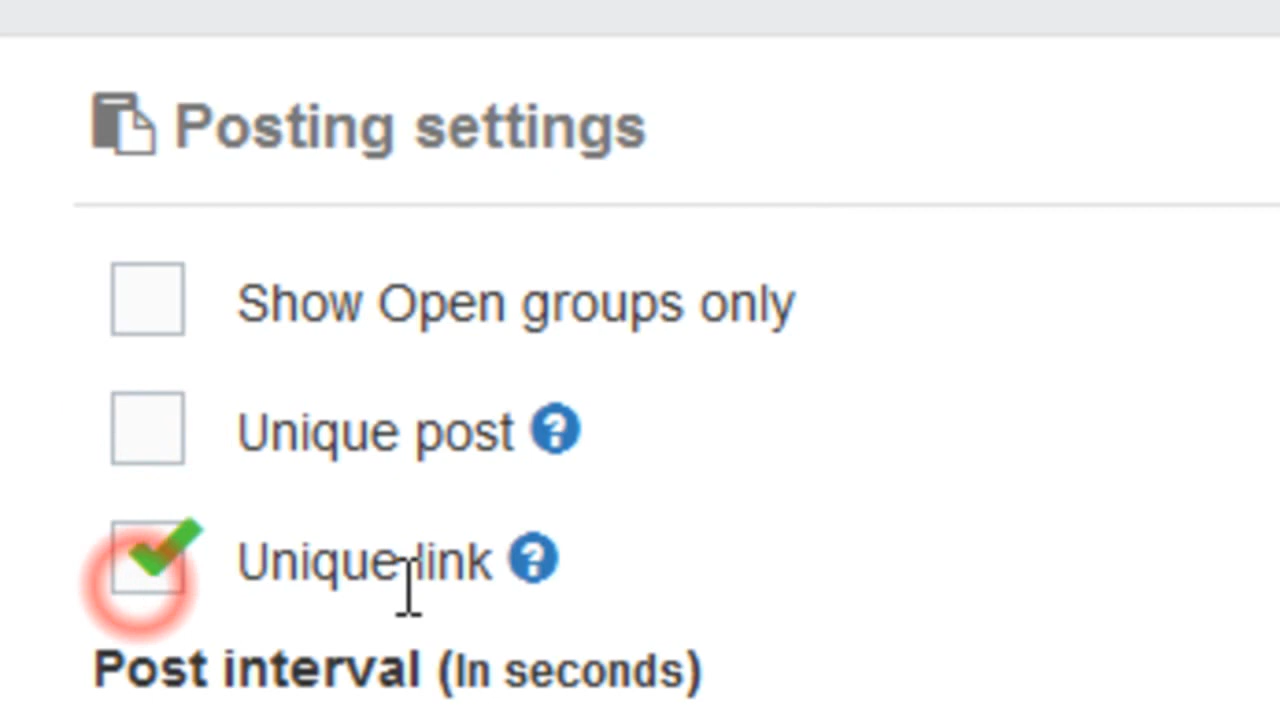 Posting settings
Show Open groups only
Unique post
Unique link
Post interval (In seconds)